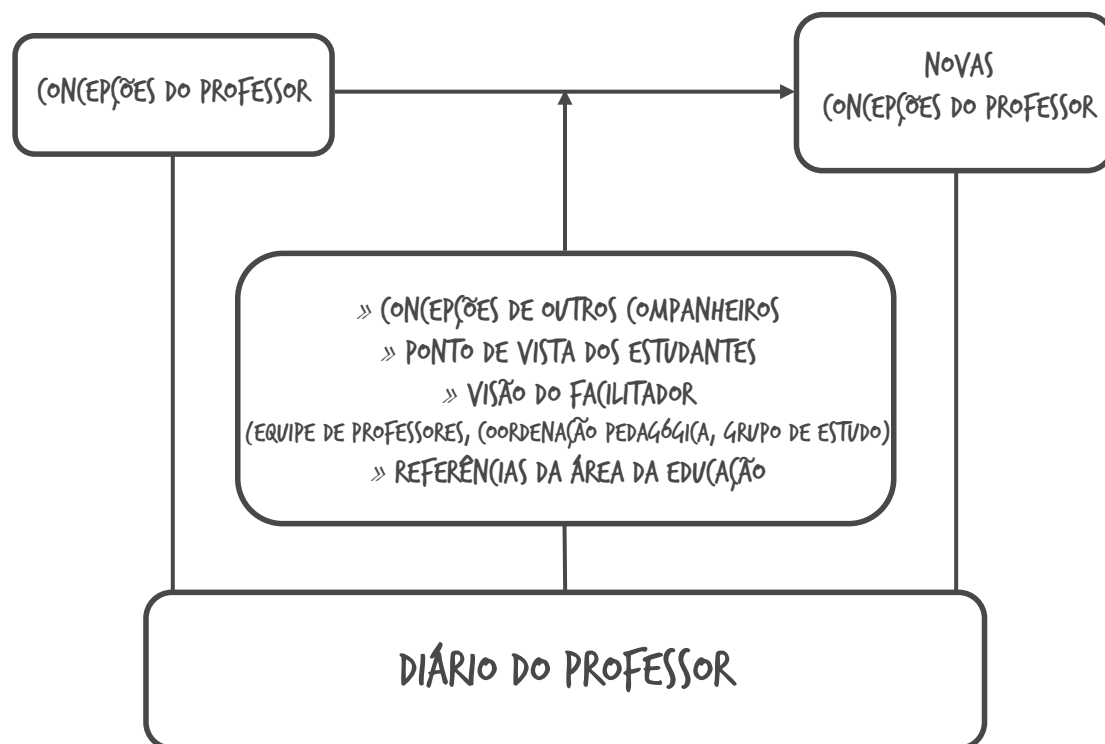 CONCEPÇÕES DO PROFESSOR
NOVAS
CONCEPÇÕES DO PROFESSOR
» CONCEPÇÕES DE OUTROS COMPANHEIROS
» PONTO DE VISTA DOS ESTUDANTES
» VISÃO DO FACILITADOR
(EQUIPE DE PROFESSORES, COORDENAÇÃO PEDAGÓGICA, GRUPO DE ESTUDO)
» REFERÊNCIAS DA ÁREA DA EDUCAÇÃO
DIÁRIO DO PROFESSOR